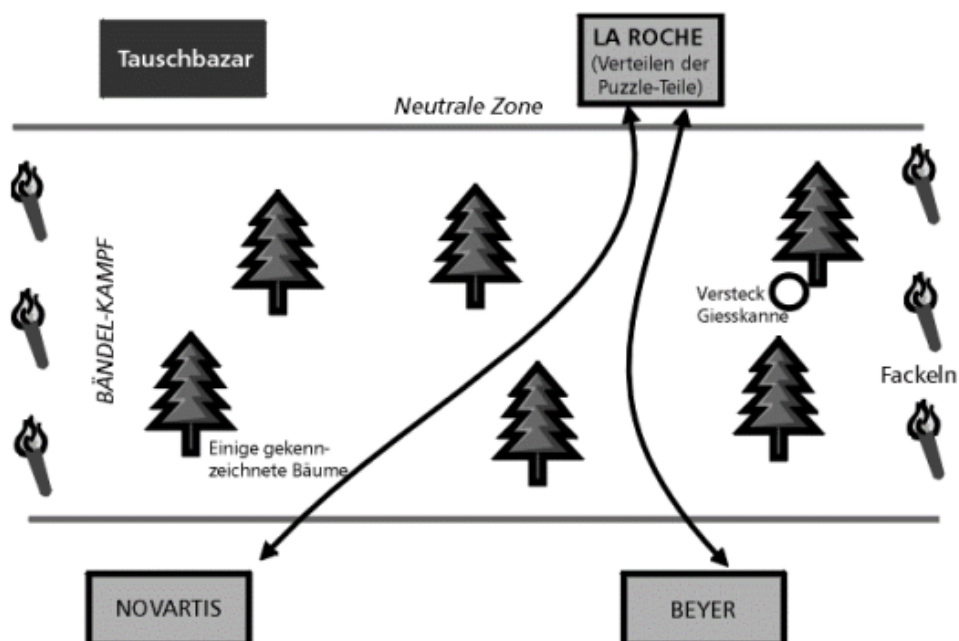 Tauschbazar
LA ROCHE
(Verteilen der
Puzzle-Teile)
Neutrale Zone
BÄNDEL-KAMPF
Versteck
Giesskanne
Fackeln
Einige gekenn-
zeichnete Bäume
NOVARTIS
BEYER